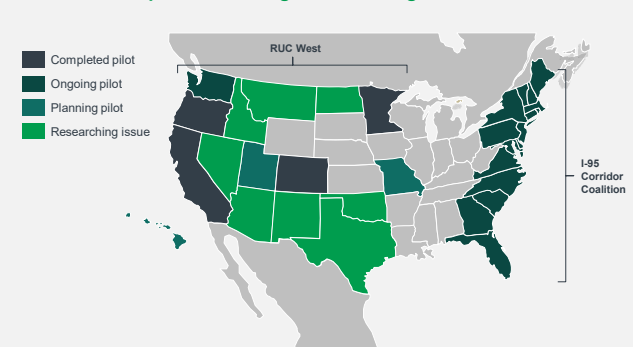 RUC West
Completed pilot
Ongoing pilot
Planning pilot
Researching issue
I-95
Corridor
Coalition